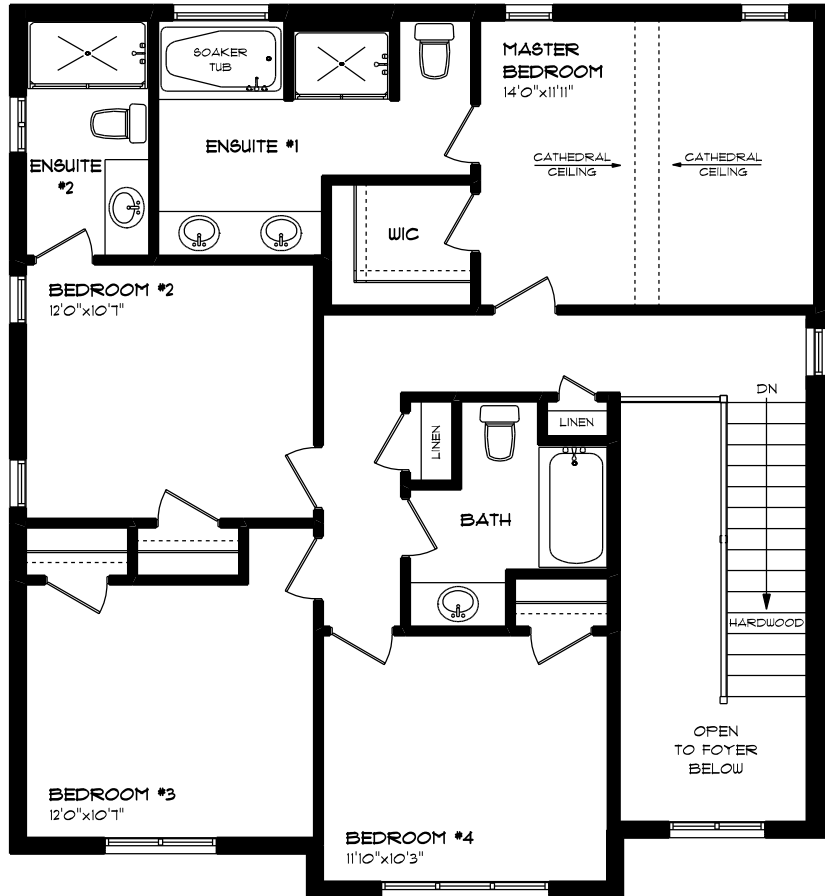 SOAKER
TUB
MASTER
BEDROOM
14'0"x11'11"
ENSUITE #1
ENSUITE
#2
CATHEDRAL
CEILING
CATHEDRAL
CEILING
WIC
BEDROOM #2
12'0"x10'7"
DN
LINEN
LINEN
BATH
HARDWOOD
OPEN
TO FOYER
BELOW
BEDROOM #3
12'0"x10'7"
BEDROOM #4
11'10"x10'3"